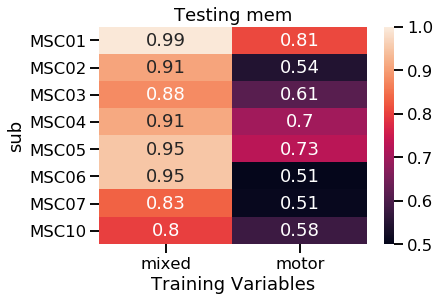 Testing mem
sub
MSC01 0.99 0.81
MSC02 0.91 0.54
MSC03 0.88 0.61
MSC04 0.91 0.7
MSC05 0.95 0.73
MSC06 0.95 0.51
MSC07 0.83 0.51
MSC10 0.8 0.58
mixed motor
Training Variables
1.0
0.9
0.8
0.7
0.6
0.5